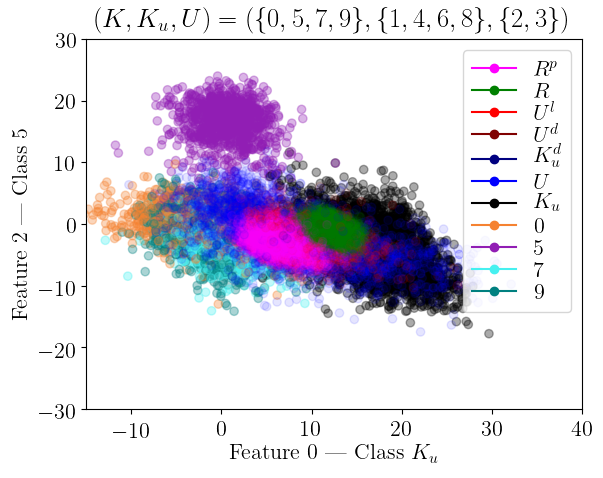 (K, K_u, U) = ({0, 5, 7, 9}, {1, 4, 6, 8}, {2, 3})
30
20
10
0
−10
−20
−30
Feature 2 — Class 5
R^p
R
U^l
U^d
K_u^d
U
K_u
0
5
7
9
−10 0 10 20 30 40
Feature 0 — Class K_u